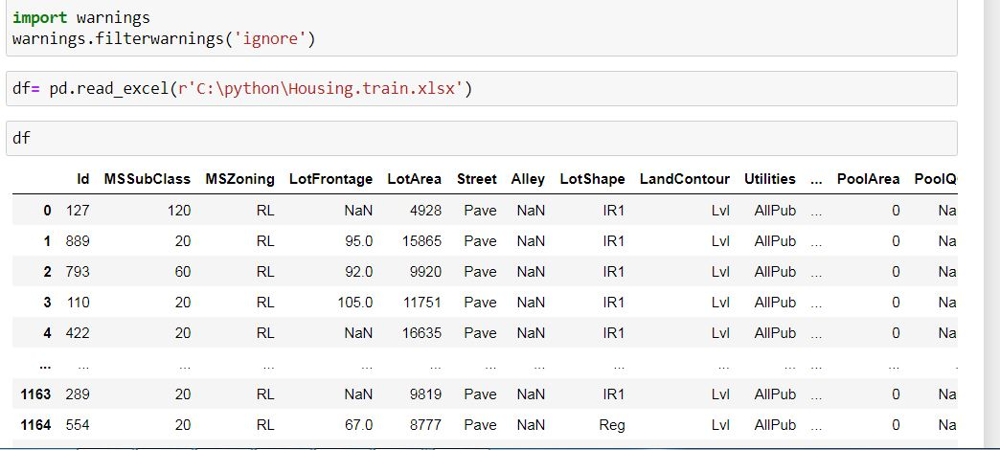 import warnings
warnings.filterwarnings('ignore')
df= pd.read_excel(r'C:\python\Housing.train.xlsx')
df
Id MSSubClass MSZoning LotFrontage LotArea Street Alley LotShape LandContour Utilities ... PoolArea PoolQ
0 127 120 RL NaN 4928 Pave NaN IR1 Lvl AllPub ... 0 Na
1 889 20 RL 95.0 15865 Pave NaN IR1 Lvl AllPub ... 0 Na
2 793 60 RL 92.0 9920 Pave NaN IR1 Lvl AllPub ... 0 Na
3 110 20 RL 105.0 11751 Pave NaN IR1 Lvl AllPub ... 0 Na
4 422 20 RL NaN 16635 Pave NaN IR1 Lvl AllPub ... 0 Na
... ... ... ... ... ... ... ... ... ... ... ... ... .
1163 289 20 RL NaN 9819 Pave NaN IR1 Lvl AllPub ... 0 Na
1164 554 20 RL 67.0 8777 Pave NaN Reg Lvl AllPub ... 0 Na